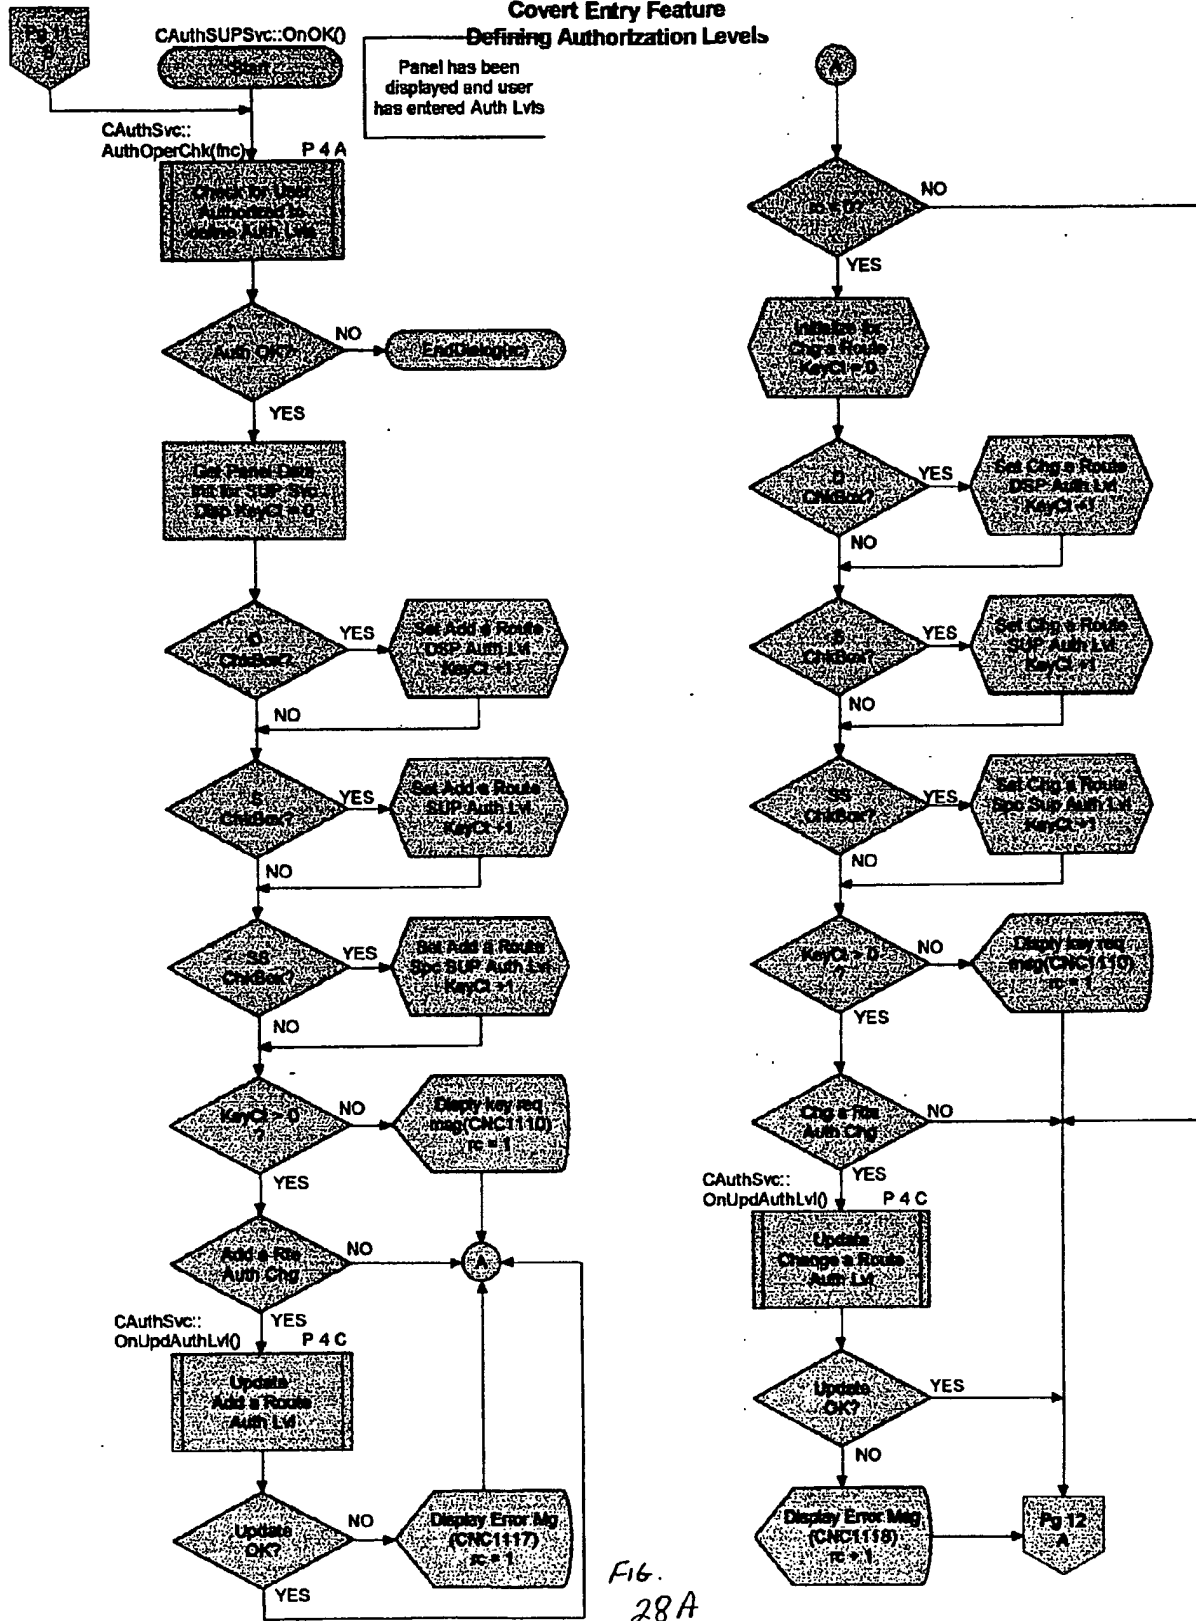 Covert Entry Feature
Defining Authorization Levels
Pg 11
CAuthSUPSvc::OnOK()
Start
Panel has been
displayed and user
has entered Auth Lvls
CAuthSvc::
AuthOperChk(fnc)
P 4 A
Check for User
Authorized to
define Auth Lvls
Auth OK?
NO
EndDialog(rc)
YES
Get Panel Data
Init for SUP Svc
Disp KeyCt = 0
D
ChkBox?
YES
Set Add a Route
DSP Auth Lvl
KeyCt +1
NO
S
ChkBox?
YES
Set Add a Route
SUP Auth Lvl
KeyCt +1
NO
SS
ChkBox?
YES
Set Add a Route
Spc SUP Auth Lvl
KeyCt +1
NO
KeyCt > 0
?
NO
Disply key req
msg(CNC1110)
rc = 1
YES
Add a Rte
Auth Chg
NO
A
YES
CAuthSvc::
OnUpdAuthLvl()
P 4 C
Update
Add a Route
Auth Lvl
Update
OK?
NO
Display Error Mg
(CNC1117)
rc = 1
YES
A
rc = 0?
NO
YES
Initialize for
Chg a Route
KeyCt = 0
D
ChkBox?
YES
Set Chg a Route
DSP Auth Lvl
KeyCt +1
NO
S
ChkBox?
YES
Set Chg a Route
SUP Auth Lvl
KeyCt +1
NO
SS
ChkBox?
YES
Set Chg a Route
Spc Sup Auth Lvl
KeyCt +1
NO
KeyCt > 0
?
NO
Disply key req
msg(CNC1110)
rc = 1
YES
Chg a Rte
Auth Chg
NO
YES
CAuthSvc::
OnUpdAuthLvl()
P 4 C
Update
Change a Route
Auth Lvl
Update
OK?
YES
NO
Display Error Msg
(CNC1118)
rc + 1
Pg 12
A
FIG.
28A